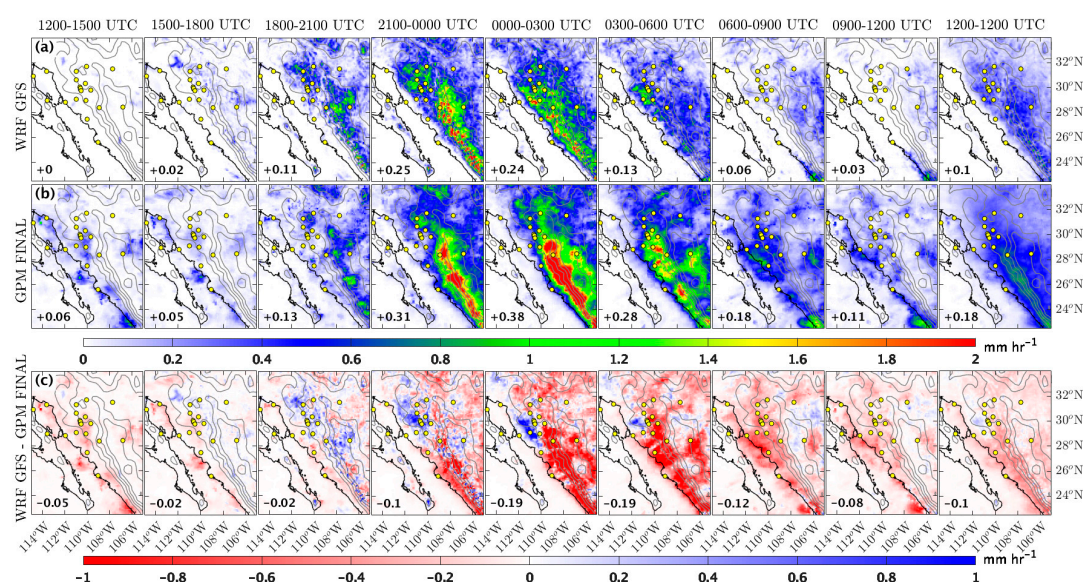 1200-1500 UTC 1500-1800 UTC 1800-2100 UTC 2100-0000 UTC 0000-0300 UTC 0300-0600 UTC 0600-0900 UTC 0900-1200 UTC 1200-1200 UTC
(a)
WRF GFS
32°N
30°N
28°N
26°N
24°N
+0 +0.02 +0.11 +0.25 +0.24 +0.13 +0.06 +0.03 +0.1
(b)
GPM FINAL
32°N
30°N
28°N
26°N
24°N
+0.06 +0.05 +0.13 +0.31 +0.38 +0.28 +0.18 +0.11 +0.18
0 0.2 0.4 0.6 0.8 1 1.2 1.4 1.6 1.8 2 mm hr⁻¹
(c)
WRF GFS - GPM FINAL
32°N
30°N
28°N
26°N
24°N
−0.05 −0.02 −0.02 −0.1 −0.19 −0.19 −0.12 −0.08 −0.1
114°W 112°W 110°W 108°W 106°W 114°W 112°W 110°W 108°W 106°W 114°W 112°W 110°W 108°W 106°W 114°W 112°W 110°W 108°W 106°W 114°W 112°W 110°W 108°W 106°W 114°W 112°W 110°W 108°W 106°W 114°W 112°W 110°W 108°W 106°W 114°W 112°W 110°W 108°W 106°W 114°W 112°W 110°W 108°W 106°W
−1 −0.8 −0.6 −0.4 −0.2 0 0.2 0.4 0.6 0.8 1 mm hr⁻¹